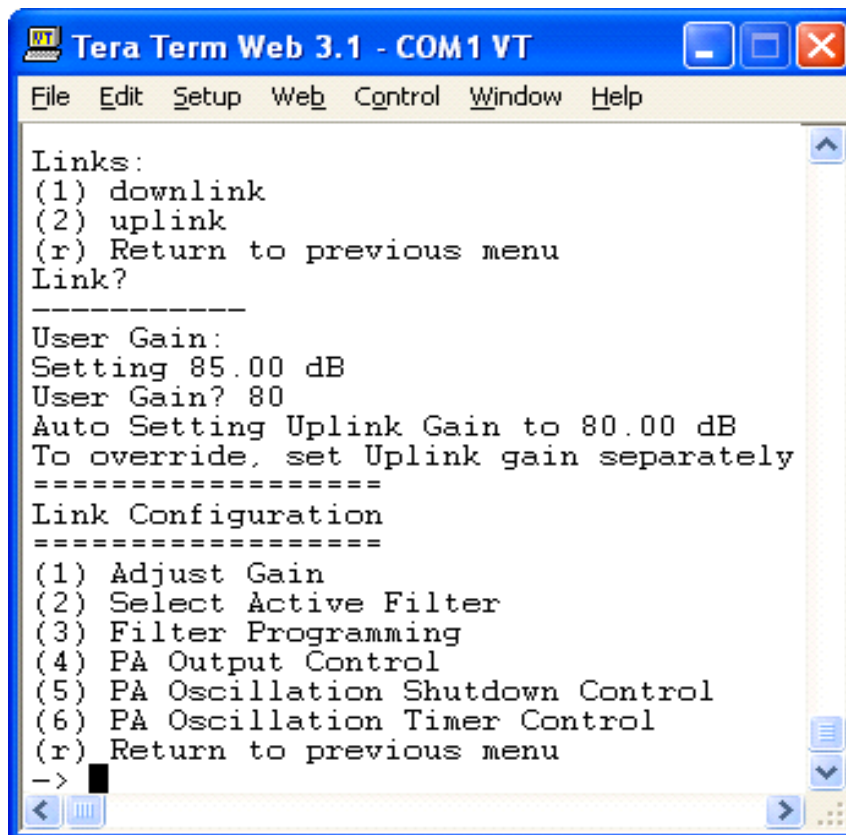 Tera Term Web 3.1 - COM1 VT
File Edit Setup Web Control Window Help
Links:
(1) downlink
(2) uplink
(r) Return to previous menu
Link?
-----------
User Gain:
Setting 85.00 dB
User Gain? 80
Auto Setting Uplink Gain to 80.00 dB
To override, set Uplink gain separately
==================
Link Configuration
==================
(1) Adjust Gain
(2) Select Active Filter
(3) Filter Programming
(4) PA Output Control
(5) PA Oscillation Shutdown Control
(6) PA Oscillation Timer Control
(r) Return to previous menu
->